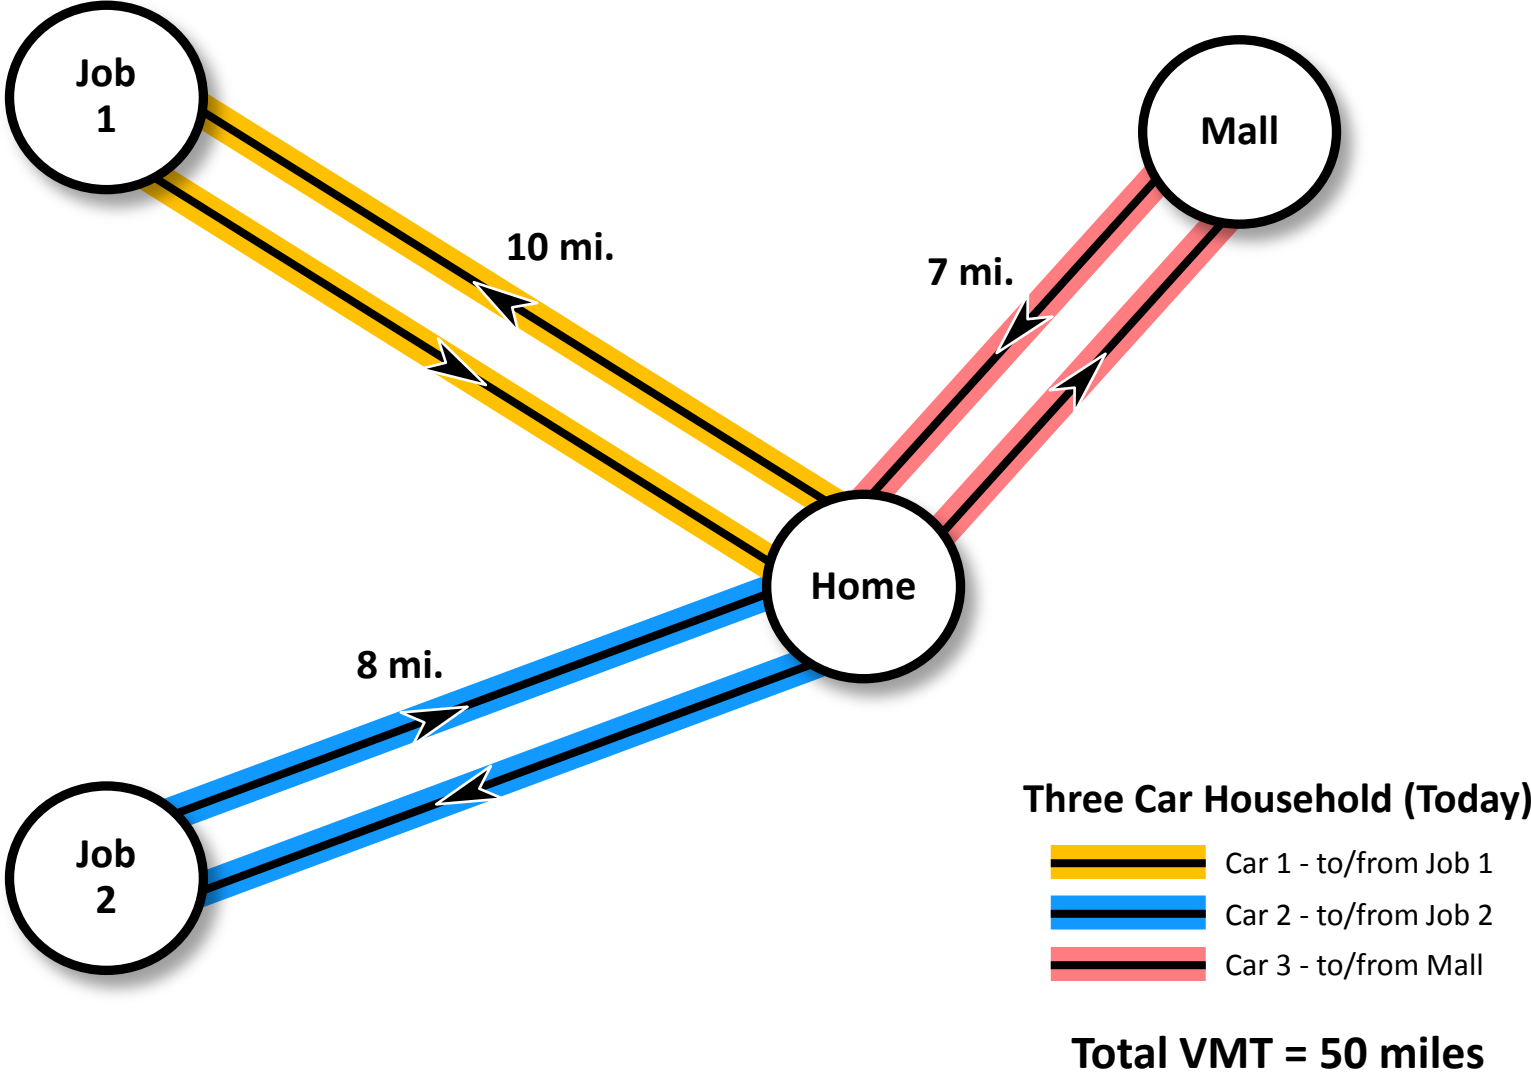 Job
1
Mall
10 mi.
7 mi.
Home
8 mi.
Job
2
Three Car Household (Today)
Car 1 - to/from Job 1
Car 2 - to/from Job 2
Car 3 - to/from Mall
Total VMT = 50 miles